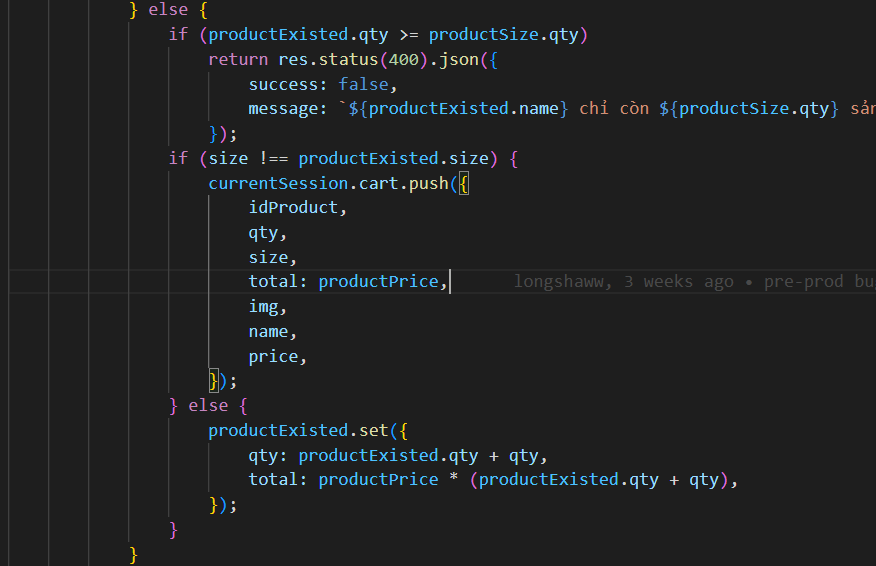 } else {
if (productExisted.qty >= productSize.qty)
return res.status(400).json({
success: false,
message: `${productExisted.name} chỉ còn ${productSize.qty} sản
});
if (size !== productExisted.size) {
currentSession.cart.push({
idProduct,
qty,
size,
total: productPrice, longshaww, 3 weeks ago • pre-prod bu
img,
name,
price,
});
} else {
productExisted.set({
qty: productExisted.qty + qty,
total: productPrice * (productExisted.qty + qty),
});
}
}